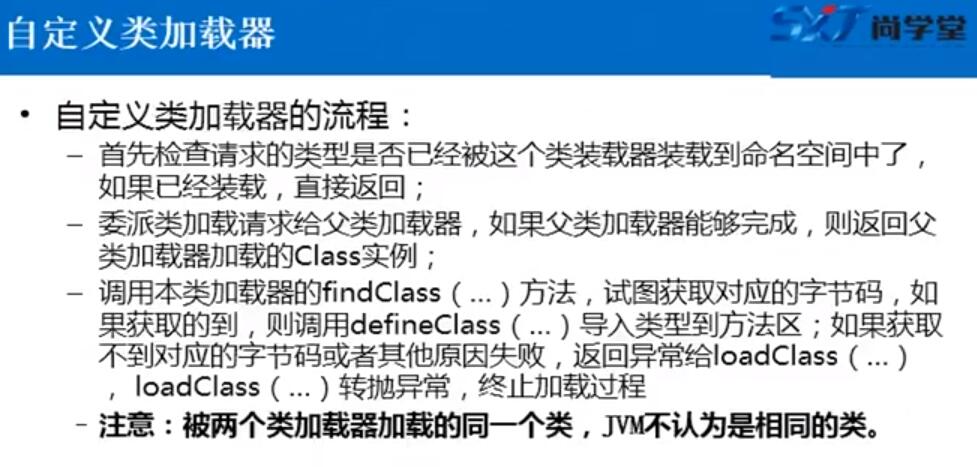 自定义类加载器
SXT 尚学堂
• 自定义类加载器的流程：
– 首先检查请求的类型是否已经被这个类装载器装载到命名空间中了，
如果已经装载，直接返回；
– 委派类加载请求给父类加载器，如果父类加载器能够完成，则返回父
类加载器加载的Class实例；
– 调用本类加载器的findClass（…）方法，试图获取对应的字节码，如
果获取的到，则调用defineClass（…）导入类型到方法区；如果获取
不到对应的字节码或者其他原因失败，返回异常给loadClass（…）
，loadClass（…）转抛异常，终止加载过程
– 注意：被两个类加载器加载的同一个类，JVM不认为是相同的类。